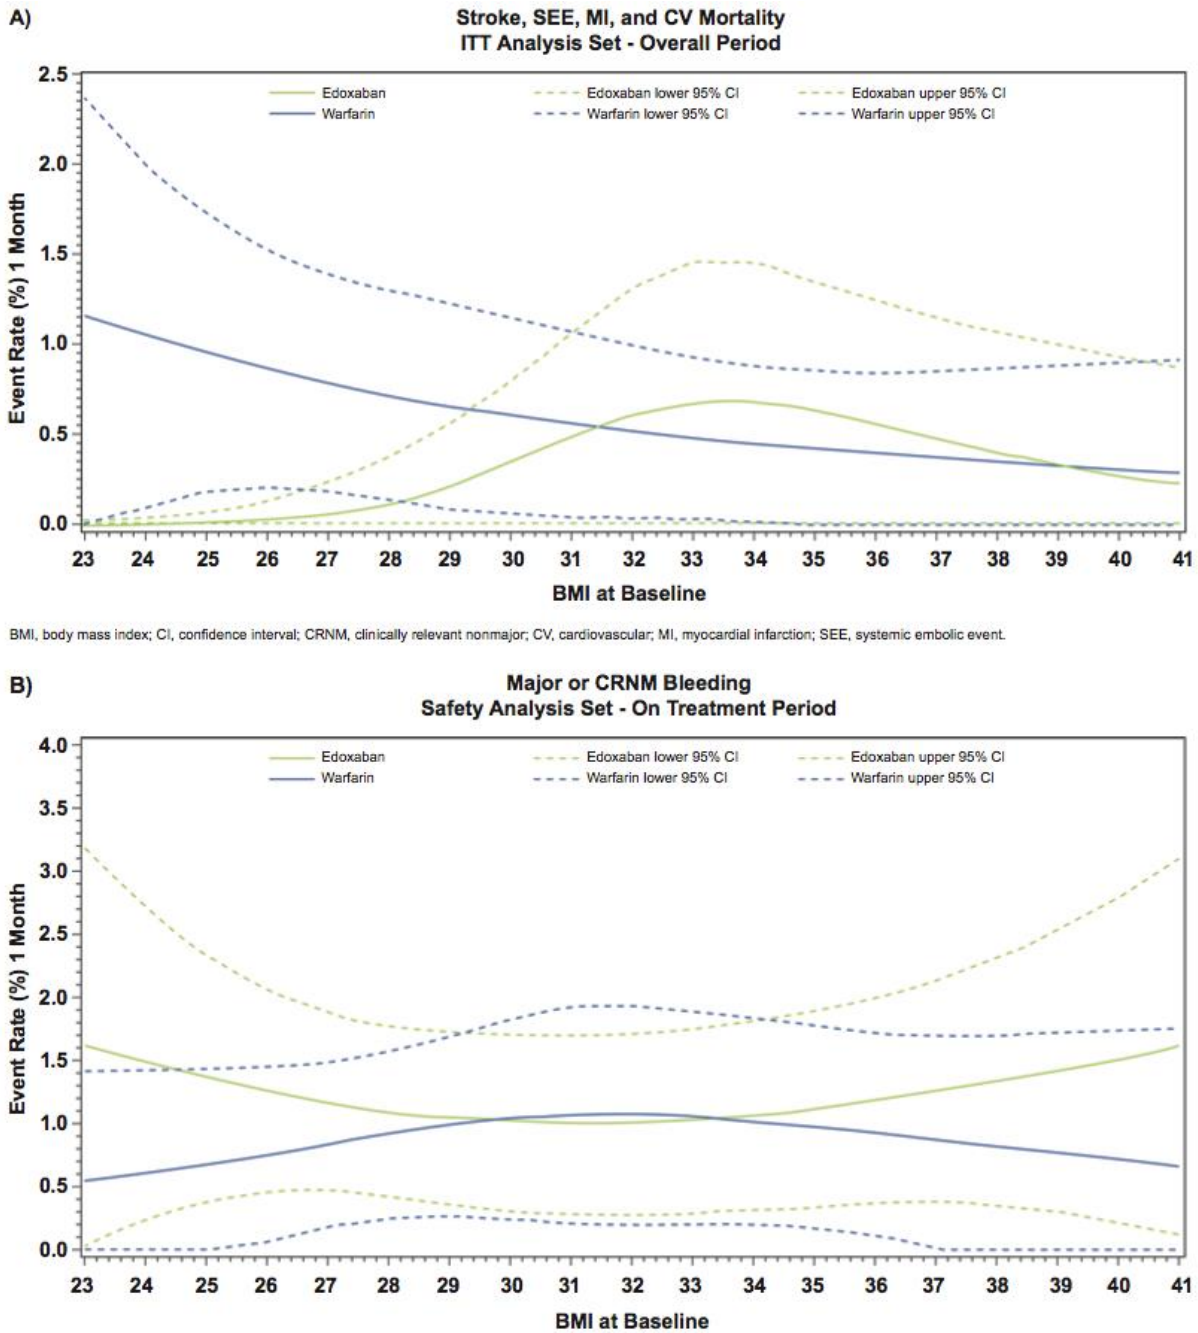 A)
Stroke, SEE, MI, and CV Mortality
ITT Analysis Set - Overall Period
Edoxaban
Edoxaban lower 95% CI
Edoxaban upper 95% CI
Warfarin
Warfarin lower 95% CI
Warfarin upper 95% CI
Event Rate (%) 1 Month
2.5
2.0
1.5
1.0
0.5
0.0
23 24 25 26 27 28 29 30 31 32 33 34 35 36 37 38 39 40 41
BMI at Baseline
BMI, body mass index; CI, confidence interval; CRNM, clinically relevant nonmajor; CV, cardiovascular; MI, myocardial infarction; SEE, systemic embolic event.
B)
Major or CRNM Bleeding
Safety Analysis Set - On Treatment Period
Edoxaban
Edoxaban lower 95% CI
Edoxaban upper 95% CI
Warfarin
Warfarin lower 95% CI
Warfarin upper 95% CI
Event Rate (%) 1 Month
4.0
3.5
3.0
2.5
2.0
1.5
1.0
0.5
0.0
23 24 25 26 27 28 29 30 31 32 33 34 35 36 37 38 39 40 41
BMI at Baseline